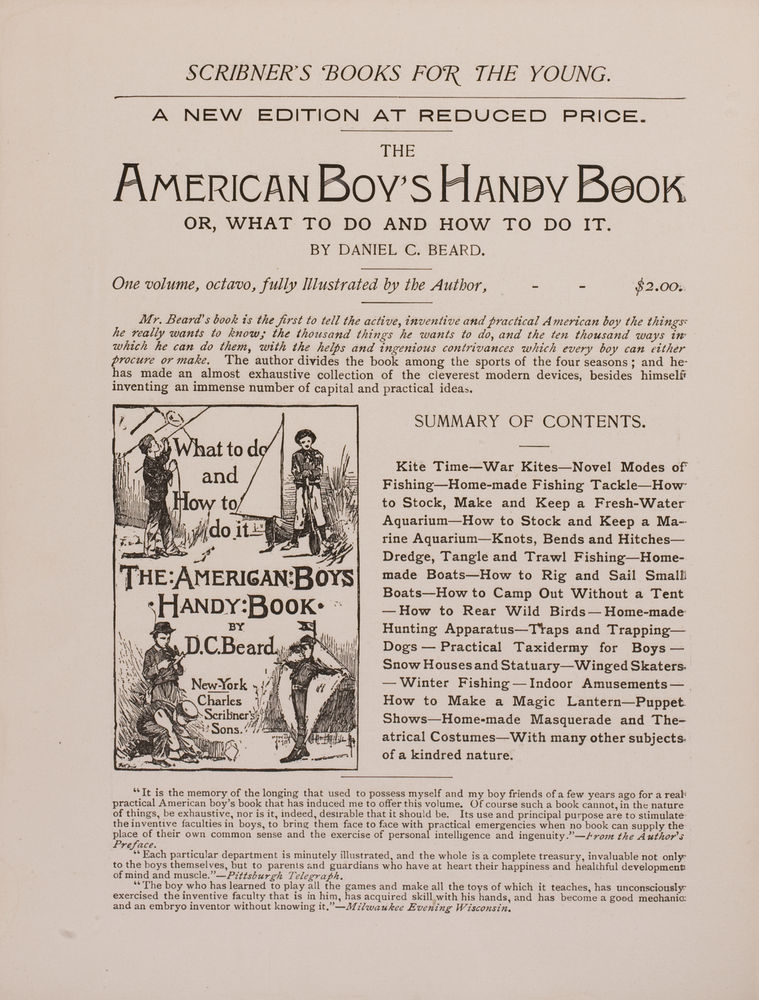 SCRIBNER'S BOOKS FOR THE YOUNG.
A NEW EDITION AT REDUCED PRICE.
THE
AMERICAN BOY'S HANDY BOOK
OR, WHAT TO DO AND HOW TO DO IT.
BY DANIEL C. BEARD.
One volume, octavo, fully Illustrated by the Author, - - $2.00.
Mr. Beard's book is the first to tell the active, inventive and practical American boy the things
he really wants to know; the thousand things he wants to do, and the ten thousand ways in
which he can do them, with the helps and ingenious contrivances which every boy can either
procure or make. The author divides the book among the sports of the four seasons; and he
has made an almost exhaustive collection of the cleverest modern devices, besides himself
inventing an immense number of capital and practical ideas.
What to do
and
How to
do it
THE:AMERICAN:BOYS
HANDY:BOOK
BY
D.C.Beard
New-York
Charles
Scribner's
Sons.
SUMMARY OF CONTENTS.
Kite Time—War Kites—Novel Modes of
Fishing—Home-made Fishing Tackle—How
to Stock, Make and Keep a Fresh-Water
Aquarium—How to Stock and Keep a Ma-
rine Aquarium—Knots, Bends and Hitches—
Dredge, Tangle and Trawl Fishing—Home-
made Boats—How to Rig and Sail Small
Boats—How to Camp Out Without a Tent
—How to Rear Wild Birds—Home-made
Hunting Apparatus—Traps and Trapping—
Dogs—Practical Taxidermy for Boys—
Snow Houses and Statuary—Winged Skaters
—Winter Fishing—Indoor Amusements—
How to Make a Magic Lantern—Puppet
Shows—Home-made Masquerade and The-
atrical Costumes—With many other subjects
of a kindred nature.
"It is the memory of the longing that used to possess myself and my boy friends of a few years ago for a real
practical American boy's book that has induced me to offer this volume. Of course such a book cannot, in the nature
of things, be exhaustive, nor is it, indeed, desirable that it should be. Its use and principal purpose are to stimulate
the inventive faculties in boys, to bring them face to face with practical emergencies when no book can supply the
place of their own common sense and the exercise of personal intelligence and ingenuity."—From the Author's
Preface.
"Each particular department is minutely illustrated, and the whole is a complete treasury, invaluable not only
to the boys themselves, but to parents and guardians who have at heart their happiness and healthful development
of mind and muscle."—Pittsburgh Telegraph.
"The boy who has learned to play all the games and make all the toys of which it teaches, has unconsciously
exercised the inventive faculty that is in him, has acquired skill with his hands, and has become a good mechanic
and an embryo inventor without knowing it."—Milwaukee Evening Wisconsin.